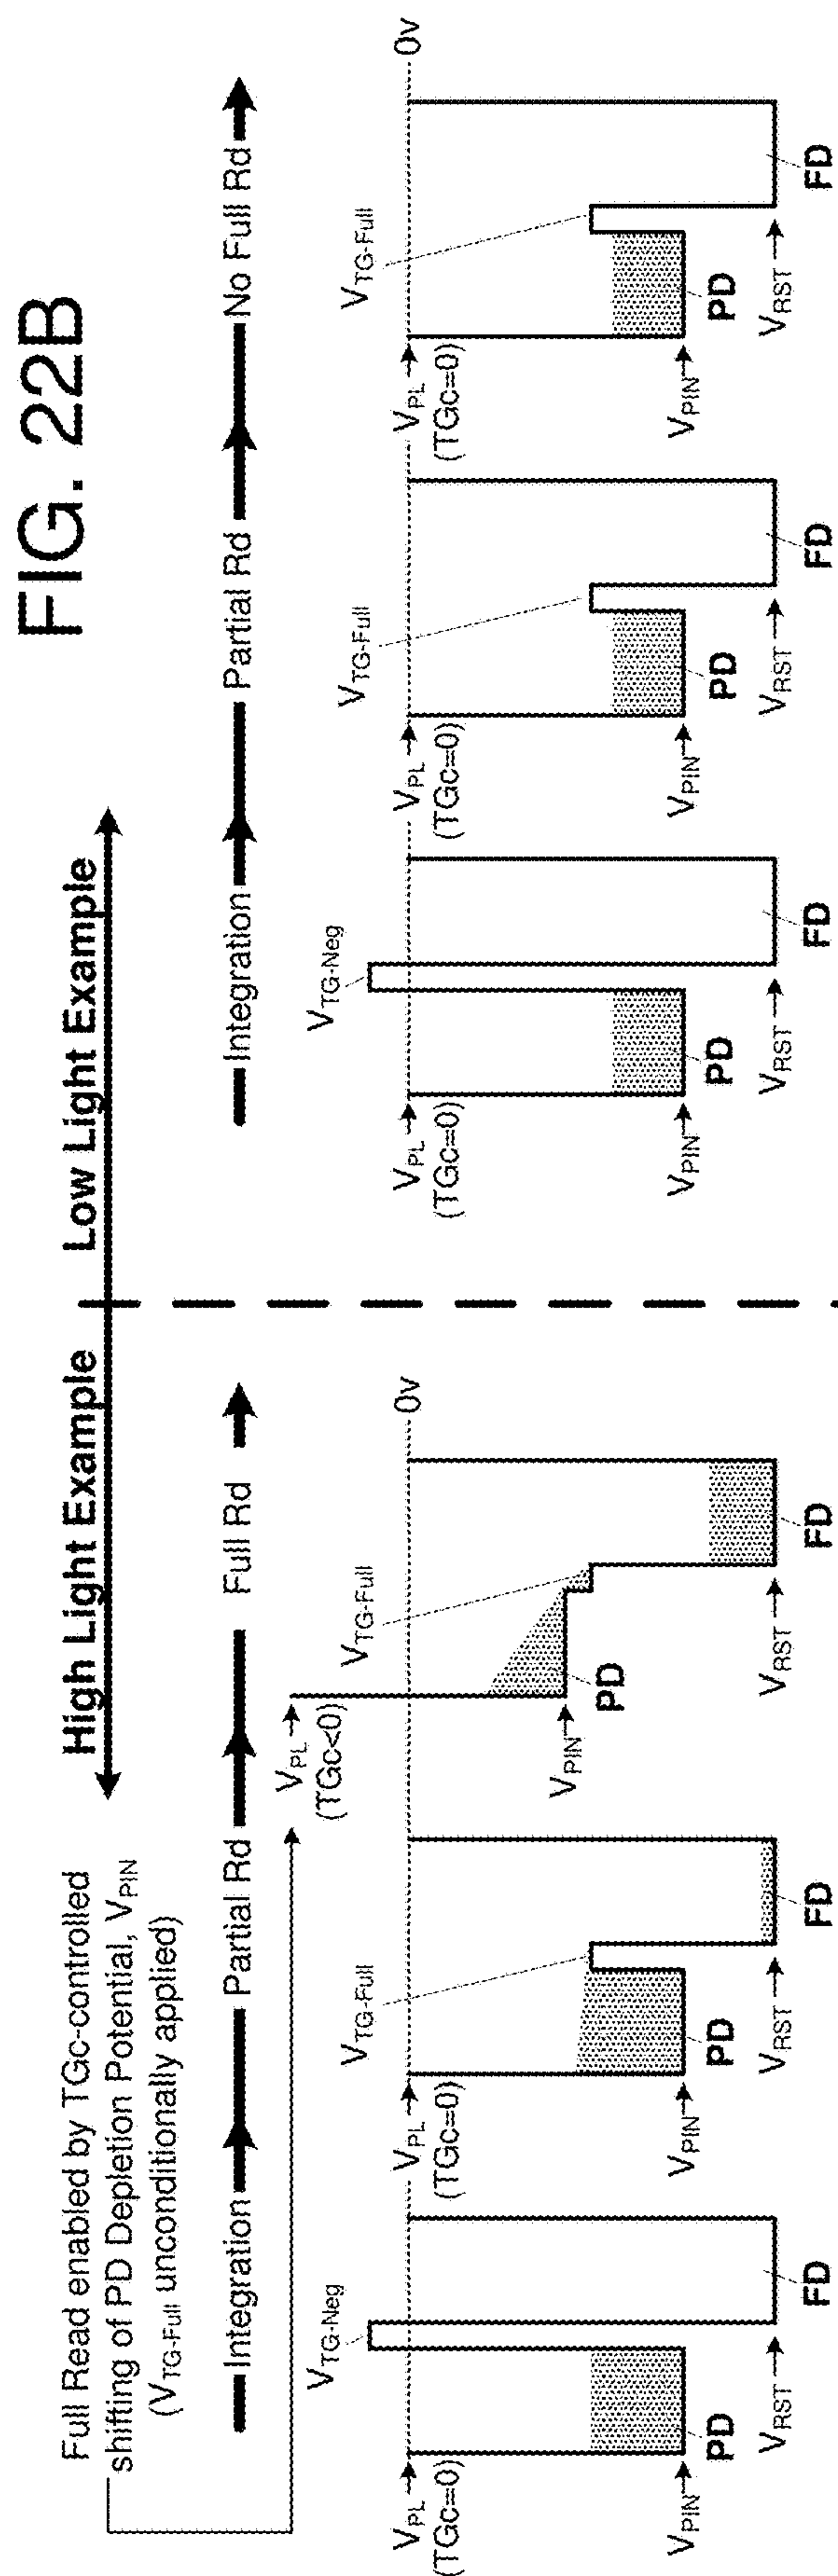 FIG. 22B
High Light Example
Low Light Example
Full Read enabled by TGc-controlled
shifting of PD Depletion Potential, VPIN
(VTG-Full unconditionally applied)
Integration
Partial Rd
Full Rd
Integration
Partial Rd
No Full Rd
VPL
(TGc=0)
VTG-Neg
VPIN
PD
VRST
FD
VPL
(TGc=0)
VTG-Full
VPIN
PD
VRST
FD
VPL
(TGc<0)
VTG-Full
0v
VPIN
PD
VRST
FD
VPL
(TGc=0)
VTG-Neg
VPIN
PD
VRST
FD
VPL
(TGc=0)
VTG-Full
VPIN
PD
VRST
FD
VPL
(TGc=0)
VTG-Full
0v
VPIN
PD
VRST
FD